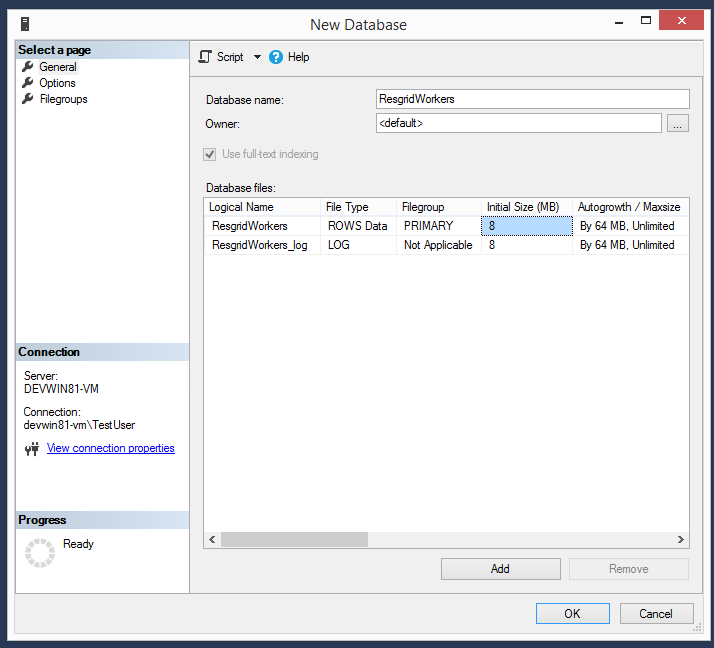 New Database
Select a page
General
Options
Filegroups
Script
Help
Database name: ResgridWorkers
Owner: <default> ...
Use full-text indexing
Database files:
Logical Name File Type Filegroup Initial Size (MB) Autogrowth / Maxsize
ResgridWorkers ROWS Data PRIMARY 8 By 64 MB, Unlimited
ResgridWorkers_log LOG Not Applicable 8 By 64 MB, Unlimited
Connection
Server:
DEVWIN81-VM
Connection:
devwin81-vm\TestUser
View connection properties
Progress
Ready
Add Remove
OK Cancel